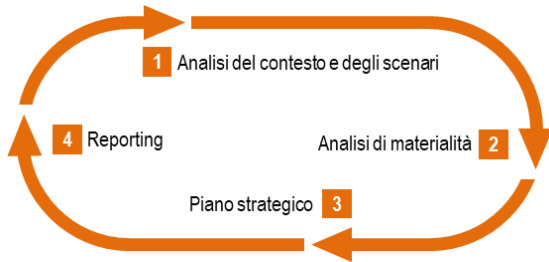 1 Analisi del contesto e degli scenari
Analisi di materialità 2
Piano strategico 3
4 Reporting